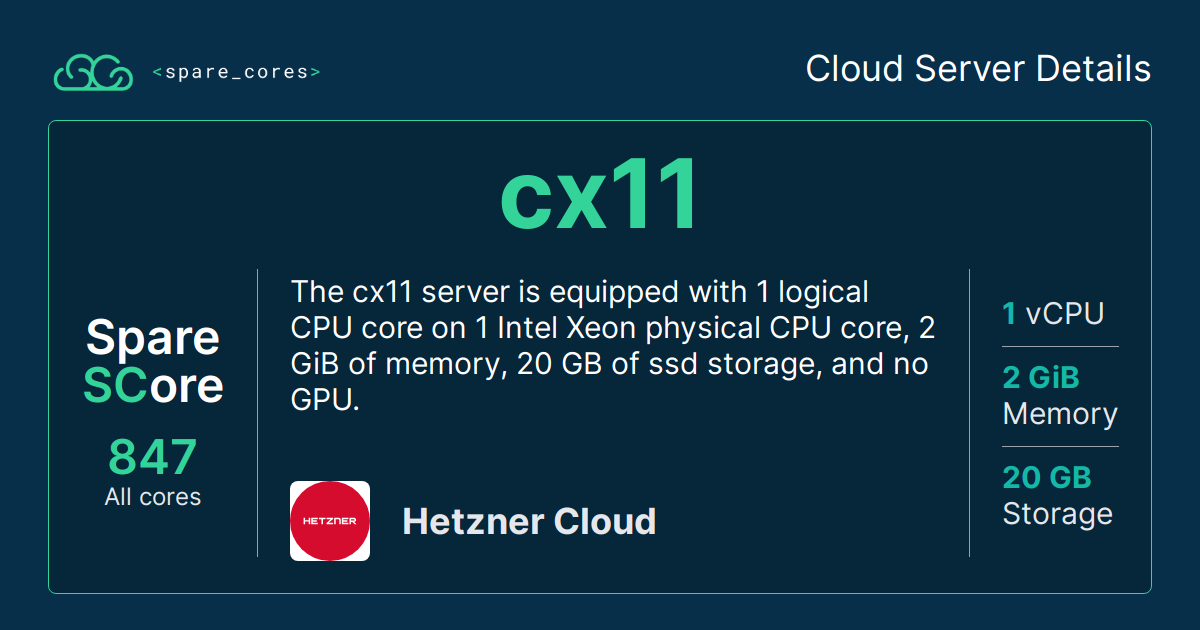 <spare_cores>
Cloud Server Details
cx11
Spare
SCore
847
All cores
The cx11 server is equipped with 1 logical
CPU core on 1 Intel Xeon physical CPU core, 2
GiB of memory, 20 GB of ssd storage, and no
GPU.
HETZNER
Hetzner Cloud
1 vCPU
2 GiB
Memory
20 GB
Storage